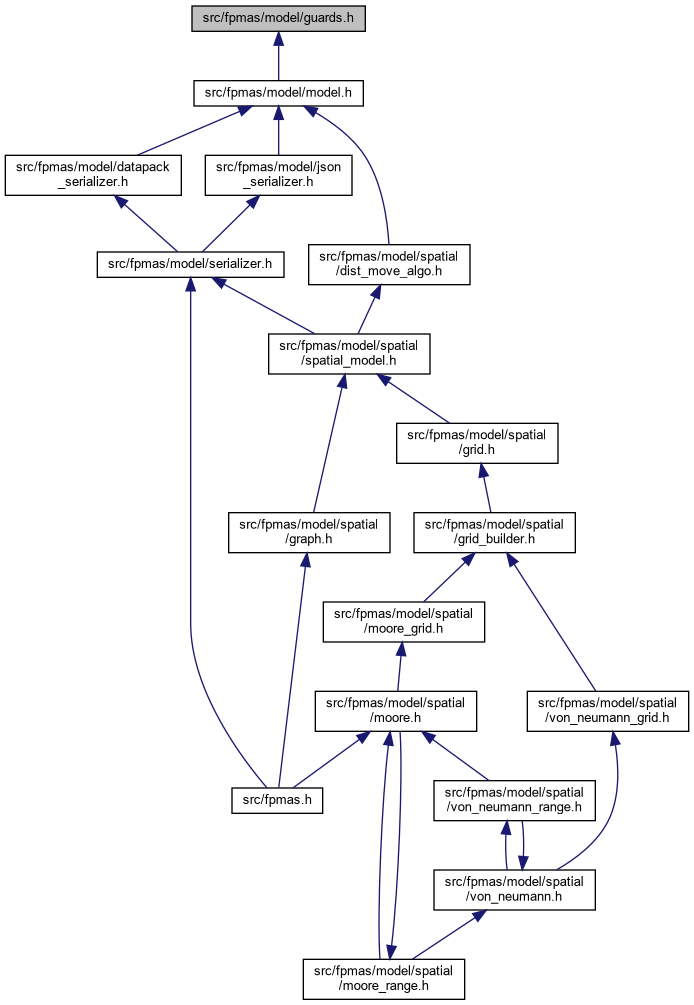 src/fpmas/model/guards.h
src/fpmas/model/model.h
src/fpmas/model/datapack
_serializer.h
src/fpmas/model/json
_serializer.h
src/fpmas/model/serializer.h
src/fpmas/model/spatial
/dist_move_algo.h
src/fpmas/model/spatial
/spatial_model.h
src/fpmas/model/spatial
/grid.h
src/fpmas/model/spatial
/graph.h
src/fpmas/model/spatial
/grid_builder.h
src/fpmas/model/spatial
/moore_grid.h
src/fpmas/model/spatial
/moore.h
src/fpmas/model/spatial
/von_neumann_grid.h
src/fpmas.h
src/fpmas/model/spatial
/von_neumann_range.h
src/fpmas/model/spatial
/von_neumann.h
src/fpmas/model/spatial
/moore_range.h